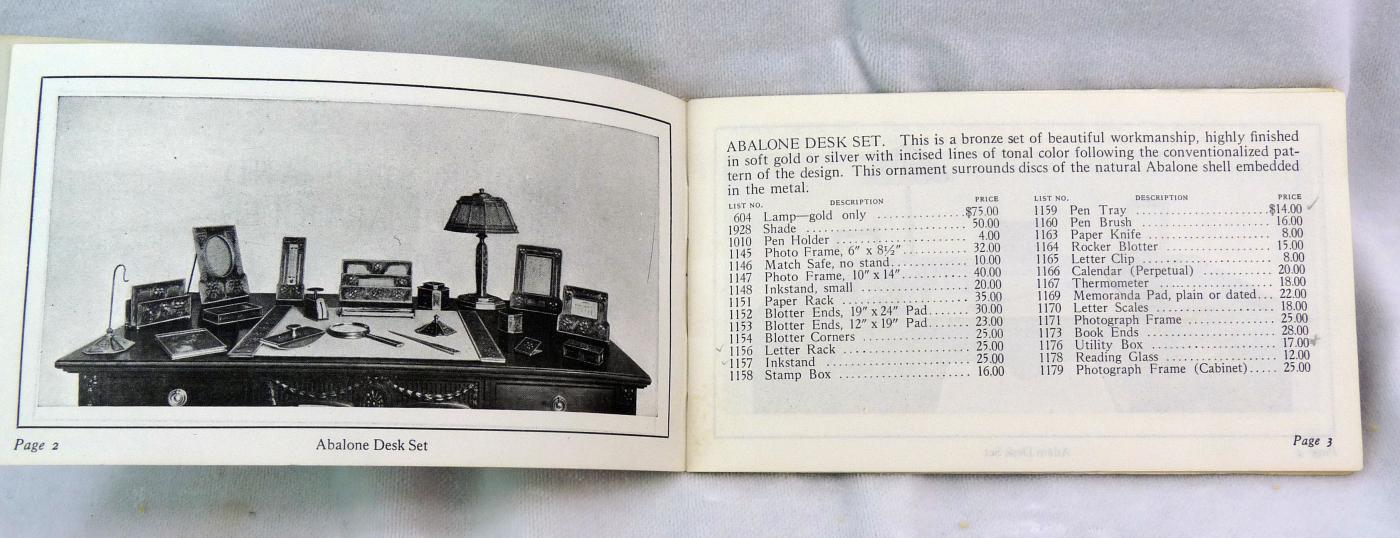 Page 2
Abalone Desk Set
ABALONE DESK SET. This is a bronze set of beautiful workmanship, highly finished
in soft gold or silver with incised lines of tonal color following the conventionalized pat-
tern of the design. This ornament surrounds discs of the natural Abalone shell embedded
in the metal.
LIST NO. DESCRIPTION PRICE
604 Lamp—gold only ............ $75.00
1928 Shade ............ 50.00
1010 Pen Holder ............ 4.00
1145 Photo Frame, 6" x 8½" ............ 32.00
1146 Match Safe, no stand ............ 10.00
1147 Photo Frame, 10" x 14" ............ 40.00
1148 Inkstand, small ............ 20.00
1151 Paper Rack ............ 35.00
1152 Blotter Ends, 19" x 24" Pad ....... 30.00
1153 Blotter Ends, 12" x 19" Pad ....... 23.00
1154 Blotter Corners ............ 25.00
1156 Letter Rack ............ 25.00
1157 Inkstand ............ 25.00
1158 Stamp Box ............ 16.00
LIST NO. DESCRIPTION PRICE
1159 Pen Tray ............ $14.00
1160 Pen Brush ............ 16.00
1163 Paper Knife ............ 8.00
1164 Rocker Blotter ............ 15.00
1165 Letter Clip ............ 8.00
1166 Calendar (Perpetual) ............ 20.00
1167 Thermometer ............ 18.00
1169 Memoranda Pad, plain or dated... 22.00
1170 Letter Scales ............ 18.00
1171 Photograph Frame ............ 25.00
1173 Book Ends ............ 28.00
1176 Utility Box ............ 17.00
1178 Reading Glass ............ 12.00
1179 Photograph Frame (Cabinet)..... 25.00
Page 3